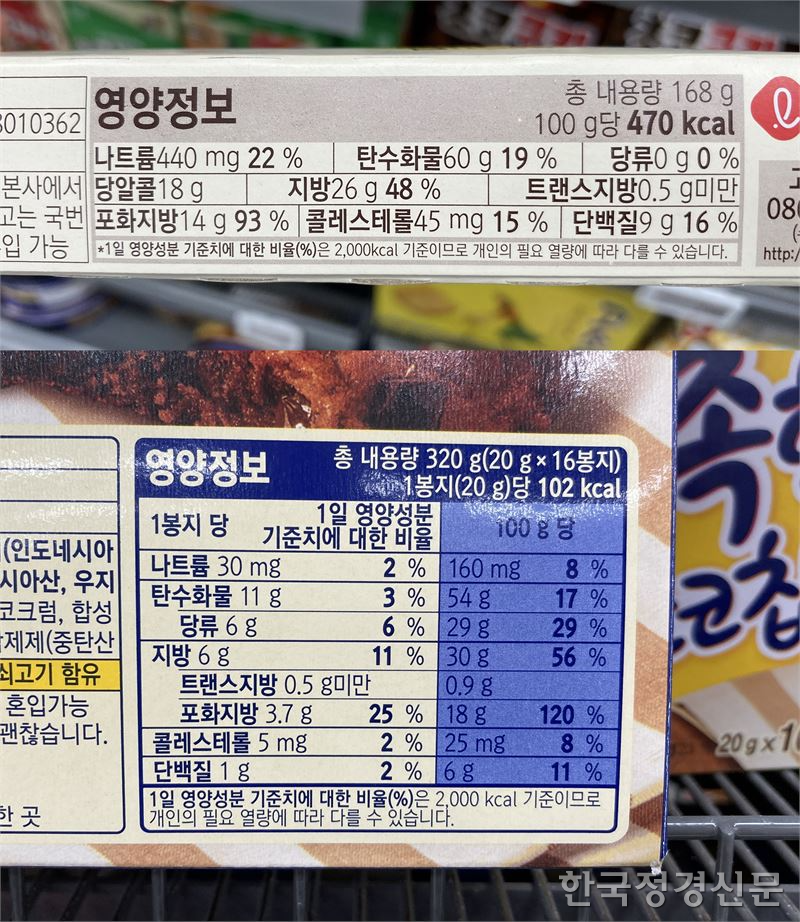 영양정보
총 내용량 168 g
100 g당 470 kcal
8010362
나트륨440 mg 22 % 탄수화물60 g 19 % 당류0 g 0 %
본사에서
당알콜18 g 지방26 g 48 % 트랜스지방0.5 g미만
고는 국번
포화지방14 g 93 % 콜레스테롤45 mg 15 % 단백질9 g 16 %
입 가능
*1일 영양성분 기준치에 대한 비율(%)은 2,000kcal 기준이므로 개인의 필요 열량에 따라 다를 수 있습니다.
고
080
http:/
영양정보
총 내용량 320 g(20 g × 16봉지)
1봉지(20 g)당 102 kcal
1봉지 당 1일 영양성분 기준치에 대한 비율 100 g 당
나트륨 30 mg 2 % 160 mg 8 %
탄수화물 11 g 3 % 54 g 17 %
당류 6 g 6 % 29 g 29 %
지방 6 g 11 % 30 g 56 %
트랜스지방 0.5 g미만 0.9 g
포화지방 3.7 g 25 % 18 g 120 %
콜레스테롤 5 mg 2 % 25 mg 8 %
단백질 1 g 2 % 6 g 11 %
1일 영양성분 기준치에 대한 비율(%)은 2,000 kcal 기준이므로
개인의 필요 열량에 따라 다를 수 있습니다.
(인도네시아
시아산, 우지
코크럼, 합성
제제(중탄산
쇠고기 함유
혼입가능
괜찮습니다.
한 곳
촉
코칩
20 g x 1
한국정경신문